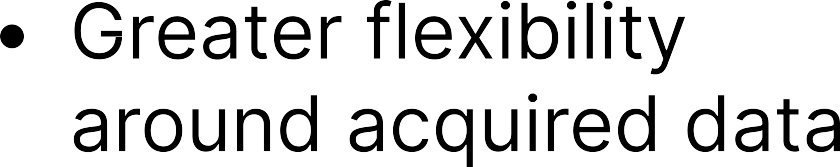 • Greater flexibility
around acquired data